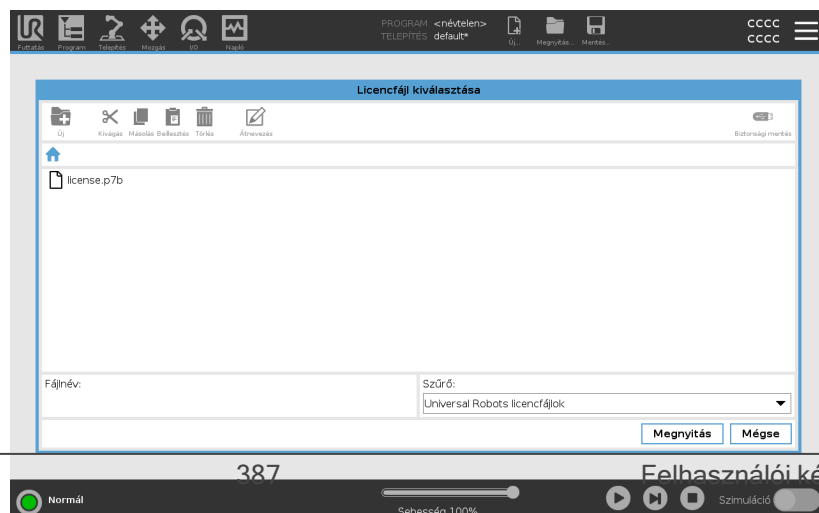 UR
PROGRAM <névtelen>
TELEPÍTÉS default*
CCCC
CCCC
Futtatás Program Telepítés Mozgás I/O Napló Új... Megnyitás... Mentés...
Licencfájl kiválasztása
Új Kivágás Másolás Beillesztés Törlés Átnevezés Biztonsági mentés
license.p7b
Fájlnév: Szűrő:
Universal Robots licencfájlok
Megnyitás Mégse
387 Felhasználói
Normál Szimuláció
Sebesség 100%